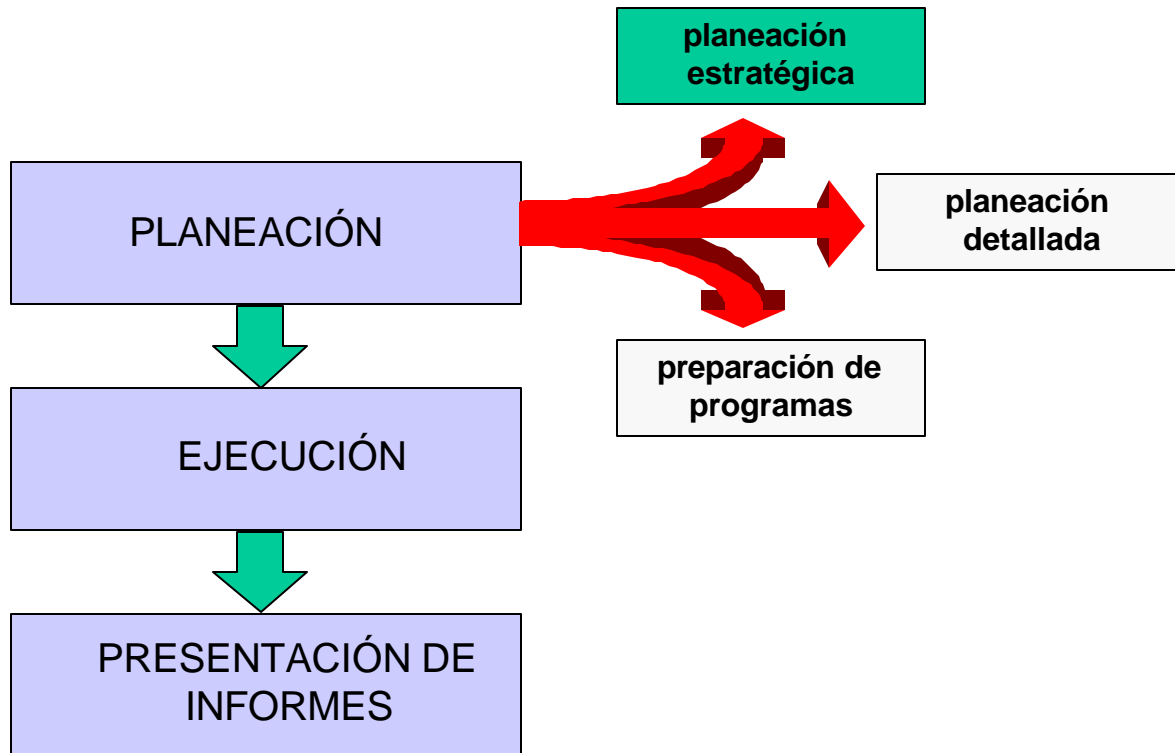 planeación
estratégica
PLANEACIÓN
planeación
detallada
preparación de
programas
EJECUCIÓN
PRESENTACIÓN DE
INFORMES